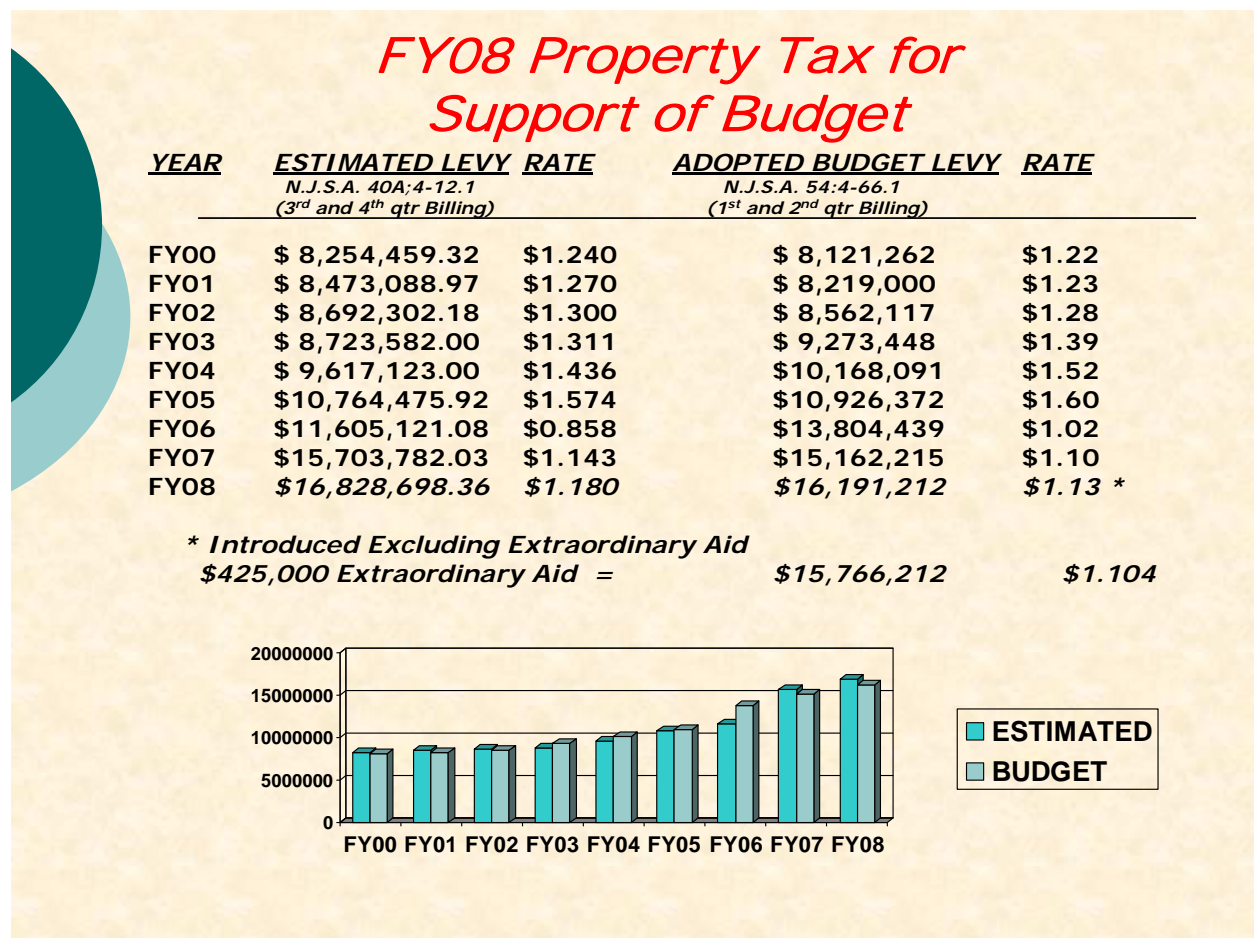 FY08 Property Tax for
Support of Budget
YEAR ESTIMATED LEVY RATE ADOPTED BUDGET LEVY RATE
N.J.S.A. 40A;4-12.1 N.J.S.A. 54:4-66.1
(3rd and 4th qtr Billing) (1st and 2nd qtr Billing)
FY00 $ 8,254,459.32 $1.240 $ 8,121,262 $1.22
FY01 $ 8,473,088.97 $1.270 $ 8,219,000 $1.23
FY02 $ 8,692,302.18 $1.300 $ 8,562,117 $1.28
FY03 $ 8,723,582.00 $1.311 $ 9,273,448 $1.39
FY04 $ 9,617,123.00 $1.436 $10,168,091 $1.52
FY05 $10,764,475.92 $1.574 $10,926,372 $1.60
FY06 $11,605,121.08 $0.858 $13,804,439 $1.02
FY07 $15,703,782.03 $1.143 $15,162,215 $1.10
FY08 $16,828,698.36 $1.180 $16,191,212 $1.13 *
* Introduced Excluding Extraordinary Aid
$425,000 Extraordinary Aid = $15,766,212 $1.104
20000000
15000000
10000000
5000000
0
FY00 FY01 FY02 FY03 FY04 FY05 FY06 FY07 FY08
ESTIMATED
BUDGET